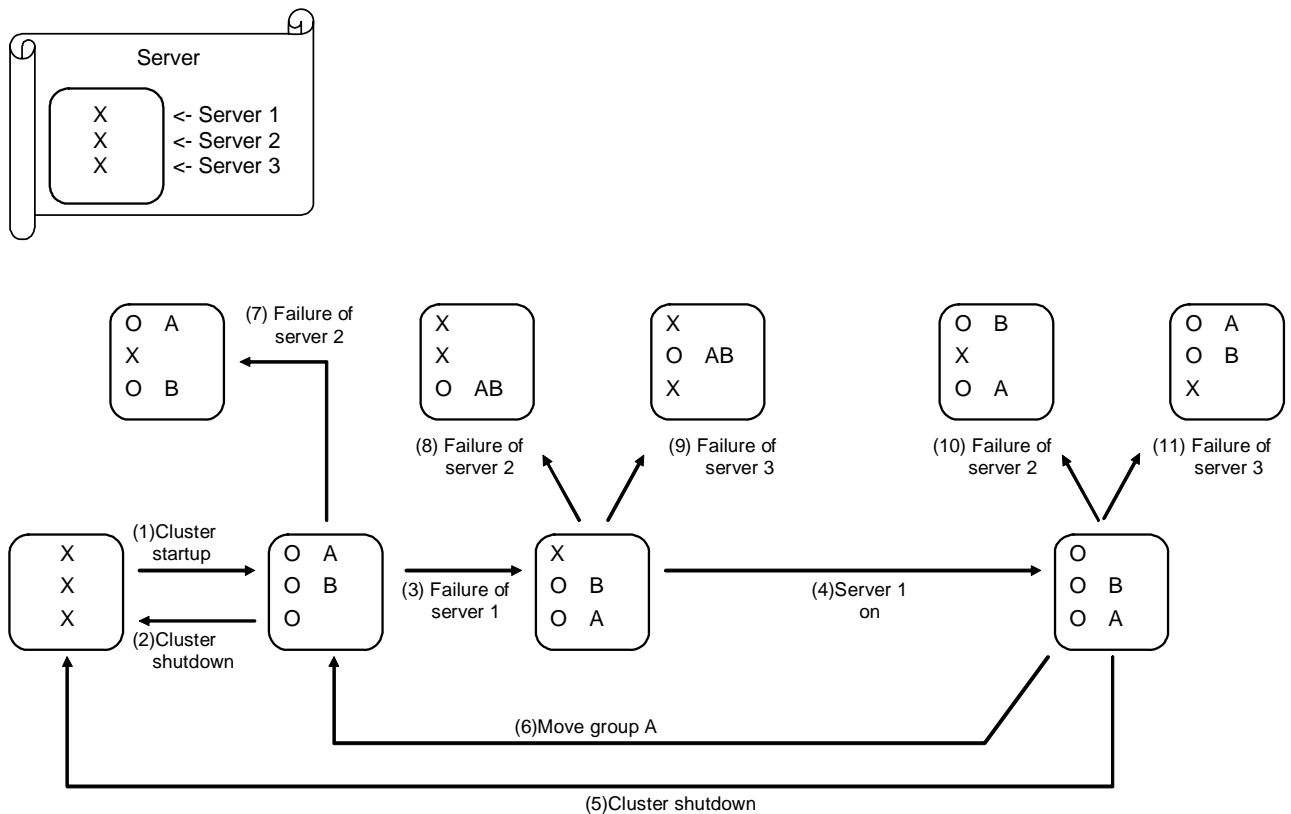 Server
X <- Server 1
X <- Server 2
X <- Server 3
O A
X
O B
(7) Failure of
server 2
X
X
O AB
X
O AB
X
O B
X
O A
O A
O B
X
(8) Failure of
server 2
(9) Failure of
server 3
(10) Failure of
server 2
(11) Failure of
server 3
X
X
X
(1)Cluster
startup
(2)Cluster
shutdown
O A
O B
O
(3) Failure of
server 1
X
O B
O A
(4)Server 1
on
O
O B
O A
(6)Move group A
(5)Cluster shutdown